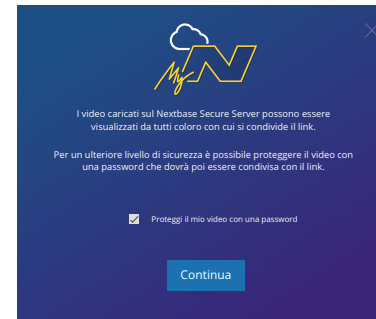 My N
I video caricati sul Nextbase Secure Server possono essere
visualizzati da tutti coloro con cui si condivide il link.
Per un ulteriore livello di sicurezza è possibile proteggere il video con
una password che dovrà poi essere condivisa con il link.
Proteggi il mio video con una password
Continua